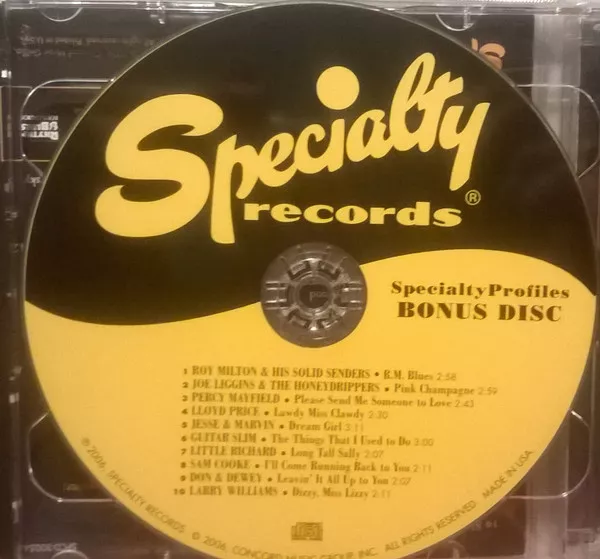 Specialty
records®
SpecialtyProfiles
BONUS DISC
1 ROY MILTON & HIS SOLID SENDERS • R.M. Blues 2:58
2 JOE LIGGINS & THE HONEYDRIPPERS • Pink Champagne 2:59
3 PERCY MAYFIELD • Please Send Me Someone to Love 2:43
4 LLOYD PRICE • Lawdy Miss Clawdy 2:30
5 JESSE & MARVIN • Dream Girl 3:11
6 GUITAR SLIM • The Things That I Used to Do 3:00
7 LITTLE RICHARD • Long Tall Sally 2:07
8 SAM COOKE • I'll Come Running Back to You 2:11
9 DON & DEWEY • Leavin' It All Up to You 2:07
10 LARRY WILLIAMS • Dizzy, Miss Lizzy 2:11
℗ 2006, SPECIALTY RECORDS © 2006, CONCORD MUSIC GROUP, INC. ALL RIGHTS RESERVED. MADE IN USA